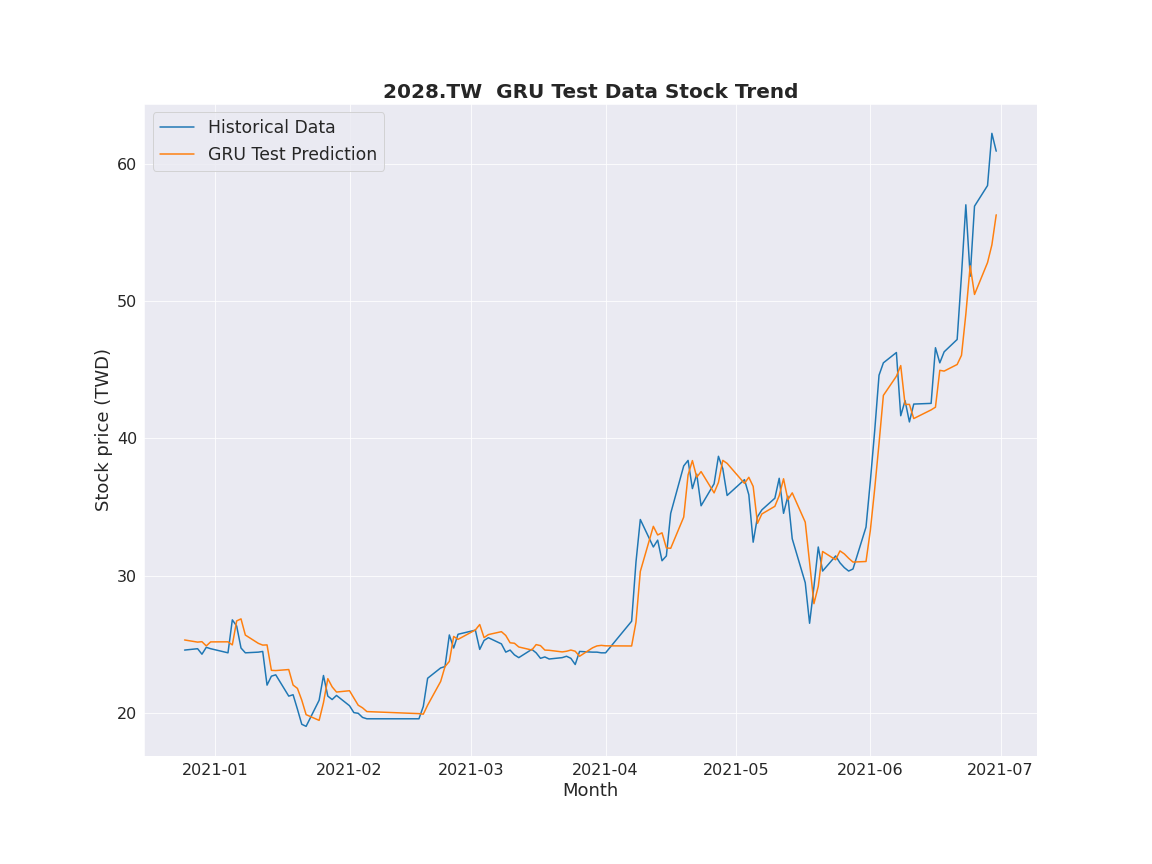 2028.TW  GRU Test Data Stock Trend
Historical Data
GRU Test Prediction
60
50
40
30
20
Stock price (TWD)
2021-01 2021-02 2021-03 2021-04 2021-05 2021-06 2021-07
Month